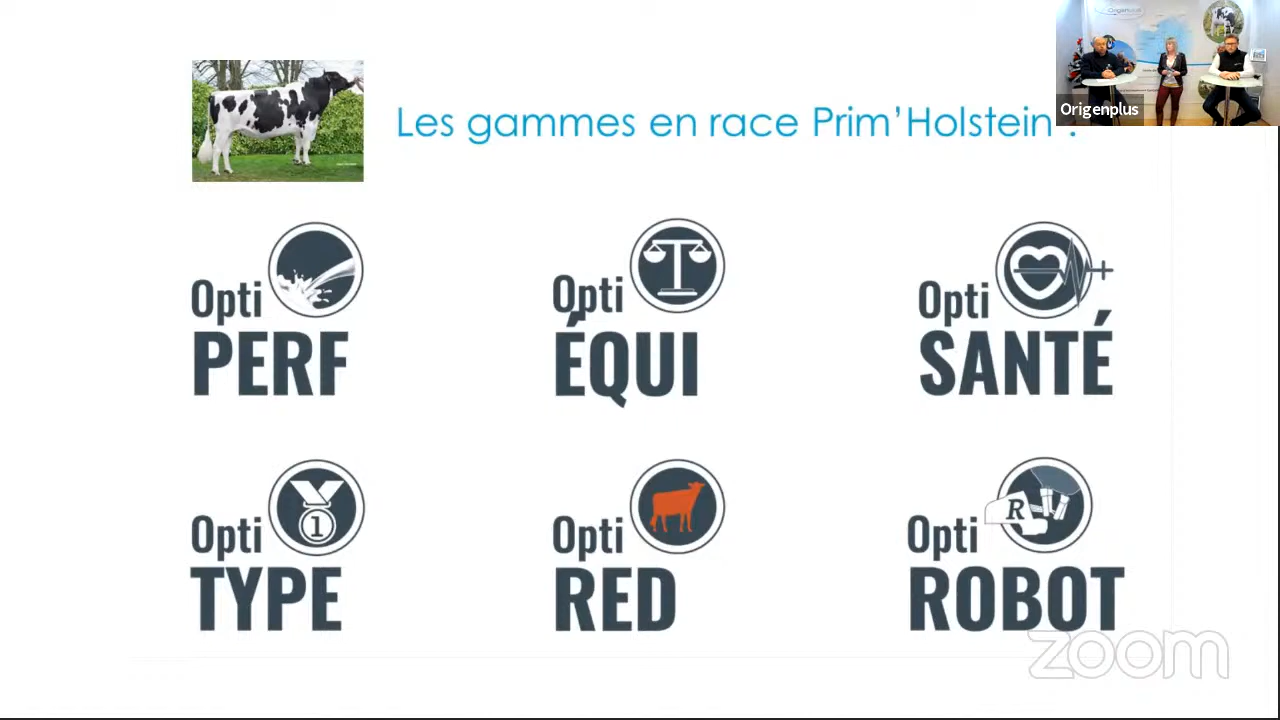 Les gammes en race Prim'Holstein :
Origenplus
Opti
PERF
Opti
ÉQUI
Opti
SANTÉ
Opti
1
TYPE
Opti
RED
Opti
R
ROBOT
zoom